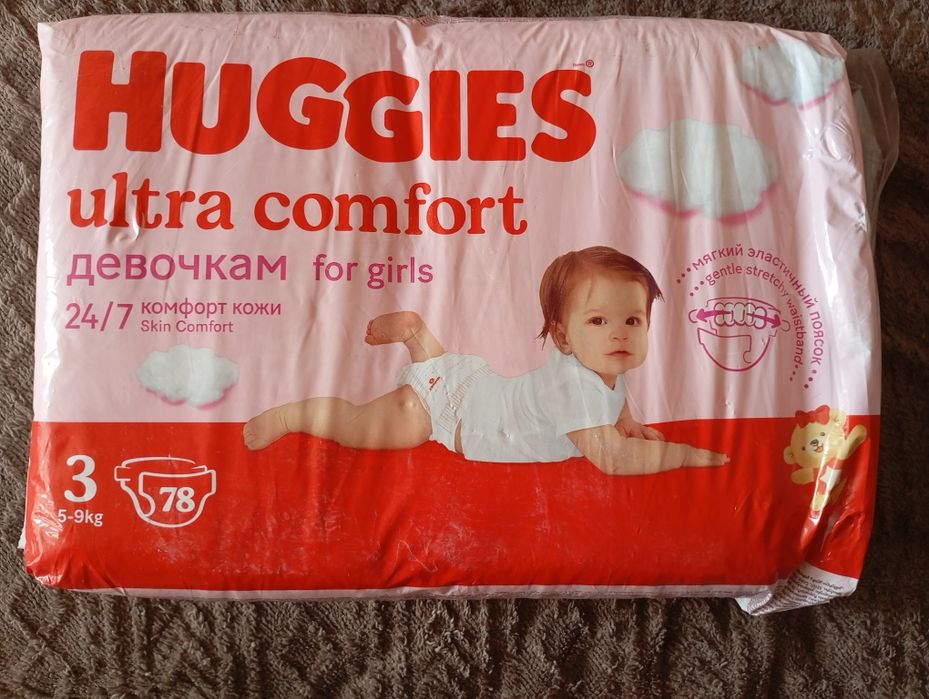 HUGGIES®
ultra comfort
девочкам for girls
24/7 комфорт кожи
Skin Comfort
мягкий эластичный поясок
gentle stretchy waistband
3
5-9kg
78